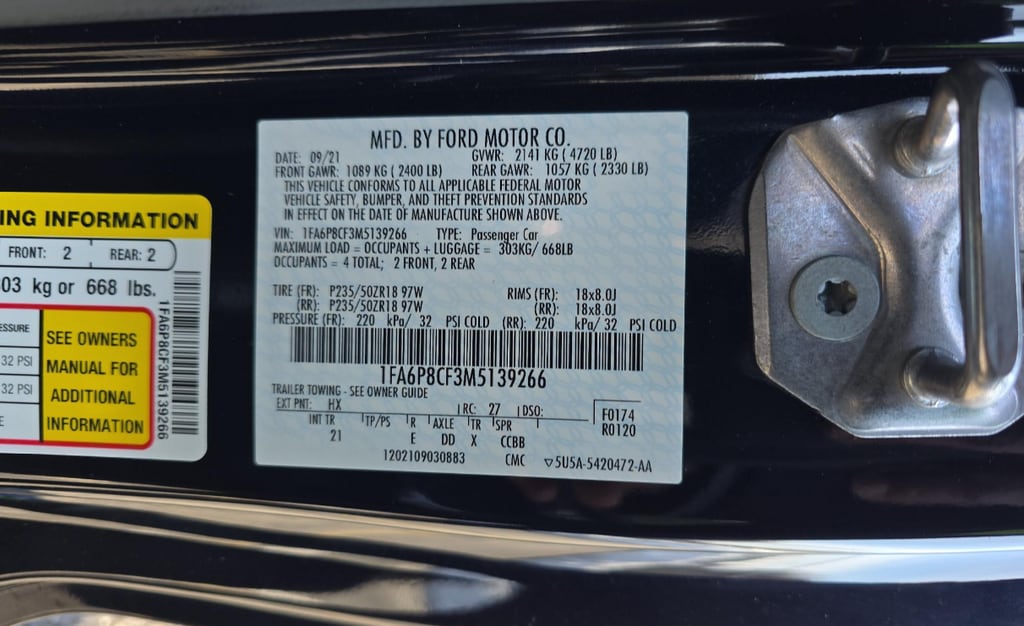 ING INFORMATION
FRONT: 2 REAR: 2
03 kg or 668 lbs.
ESSURE
32 PSI
32 PSI
E
SEE OWNERS
MANUAL FOR
ADDITIONAL
INFORMATION
1FA6P8CF3M5139266
MFD. BY FORD MOTOR CO.
DATE: 09/21 GVWR: 2141 KG ( 4720 LB)
FRONT GAWR: 1089 KG ( 2400 LB) REAR GAWR: 1057 KG ( 2330 LB)
THIS VEHICLE CONFORMS TO ALL APPLICABLE FEDERAL MOTOR
VEHICLE SAFETY, BUMPER, AND THEFT PREVENTION STANDARDS
IN EFFECT ON THE DATE OF MANUFACTURE SHOWN ABOVE.
VIN: 1FA6P8CF3M5139266 TYPE: Passenger Car
MAXIMUM LOAD = OCCUPANTS + LUGGAGE = 303KG/ 668LB
OCCUPANTS = 4 TOTAL; 2 FRONT, 2 REAR
TIRE (FR): P235/50ZR18 97W RIMS (FR): 18x8.0J
(RR): P235/50ZR18 97W (RR): 18x8.0J
PRESSURE (FR): 220 kPa/ 32 PSI COLD (RR): 220 kPa/ 32 PSI COLD
1FA6P8CF3M5139266
TRAILER TOWING - SEE OWNER GUIDE
EXT PNT: HX RC: 27 DSO: F0174
INT TR TP/PS R AXLE TR SPR R0120
21 E DD X CCBB
1202109030883 CMC ▽5U5A-5420472-AA